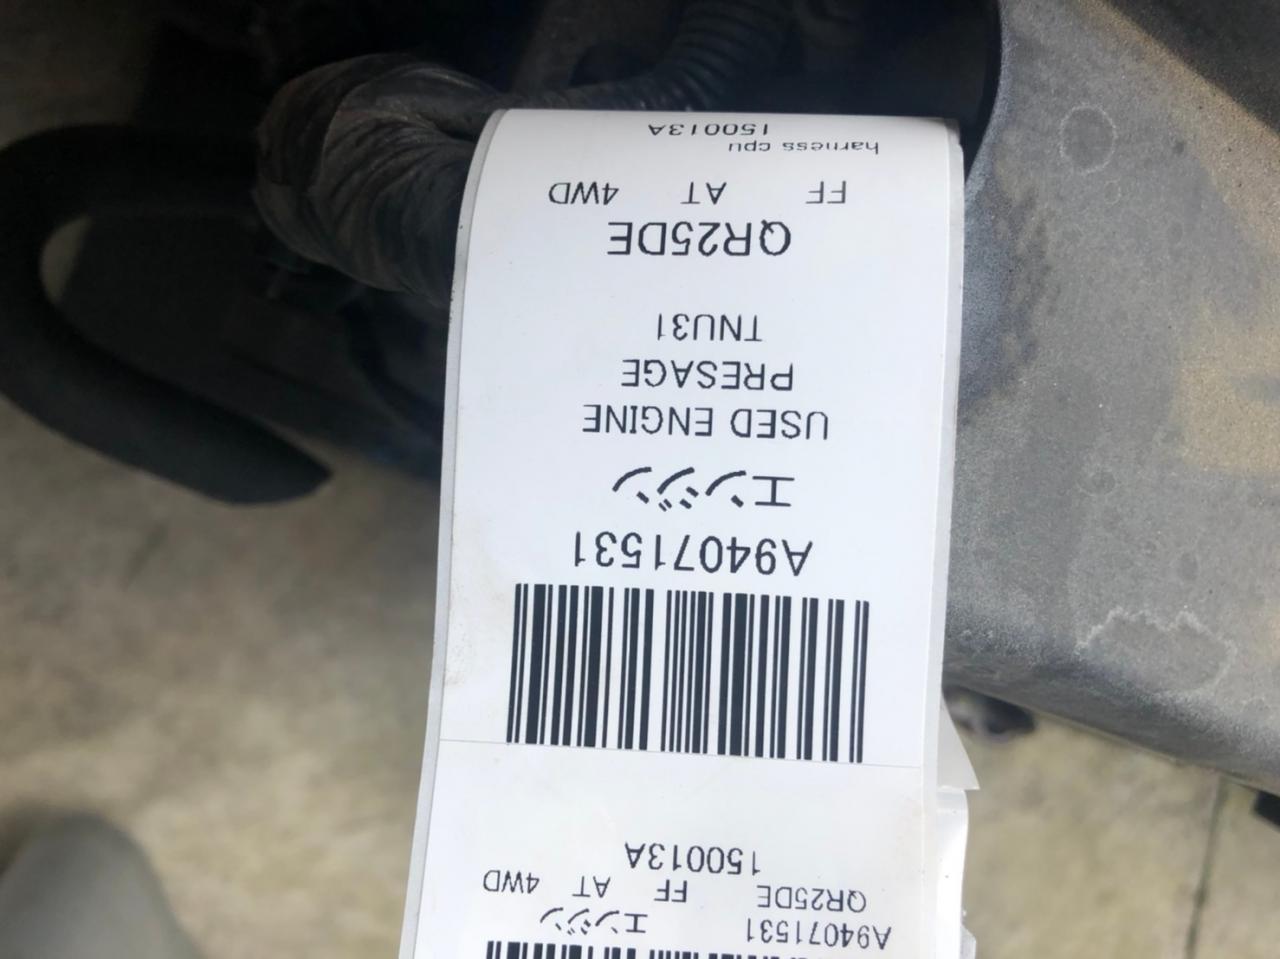 A94071531
エンジン
USED ENGINE
PRESAGE
TNU31
QR25DE
FF AT 4WD
harness cpu
150013A
A94071531 エンジン
QR25DE FF AT 4WD
150013A